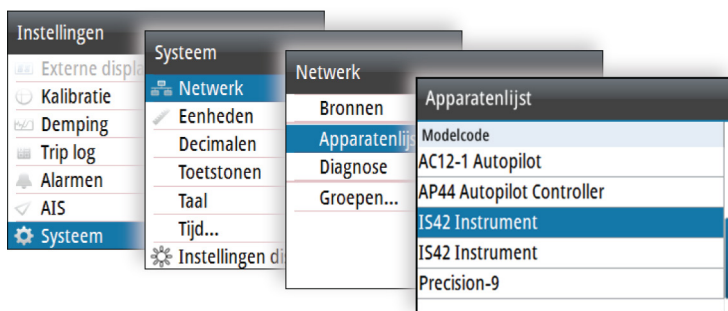 Instellingen
Externe displa
Kalibratie
Demping
Trip log
Alarmen
AIS
Systeem
Systeem
Netwerk
Eenheden
Decimalen
Toetstonen
Taal
Tijd...
Instellingen di
Netwerk
Bronnen
Apparatenlijs
Diagnose
Groepen...
Apparatenlijst
Modelcode
AC12-1 Autopilot
AP44 Autopilot Controller
IS42 Instrument
IS42 Instrument
Precision-9